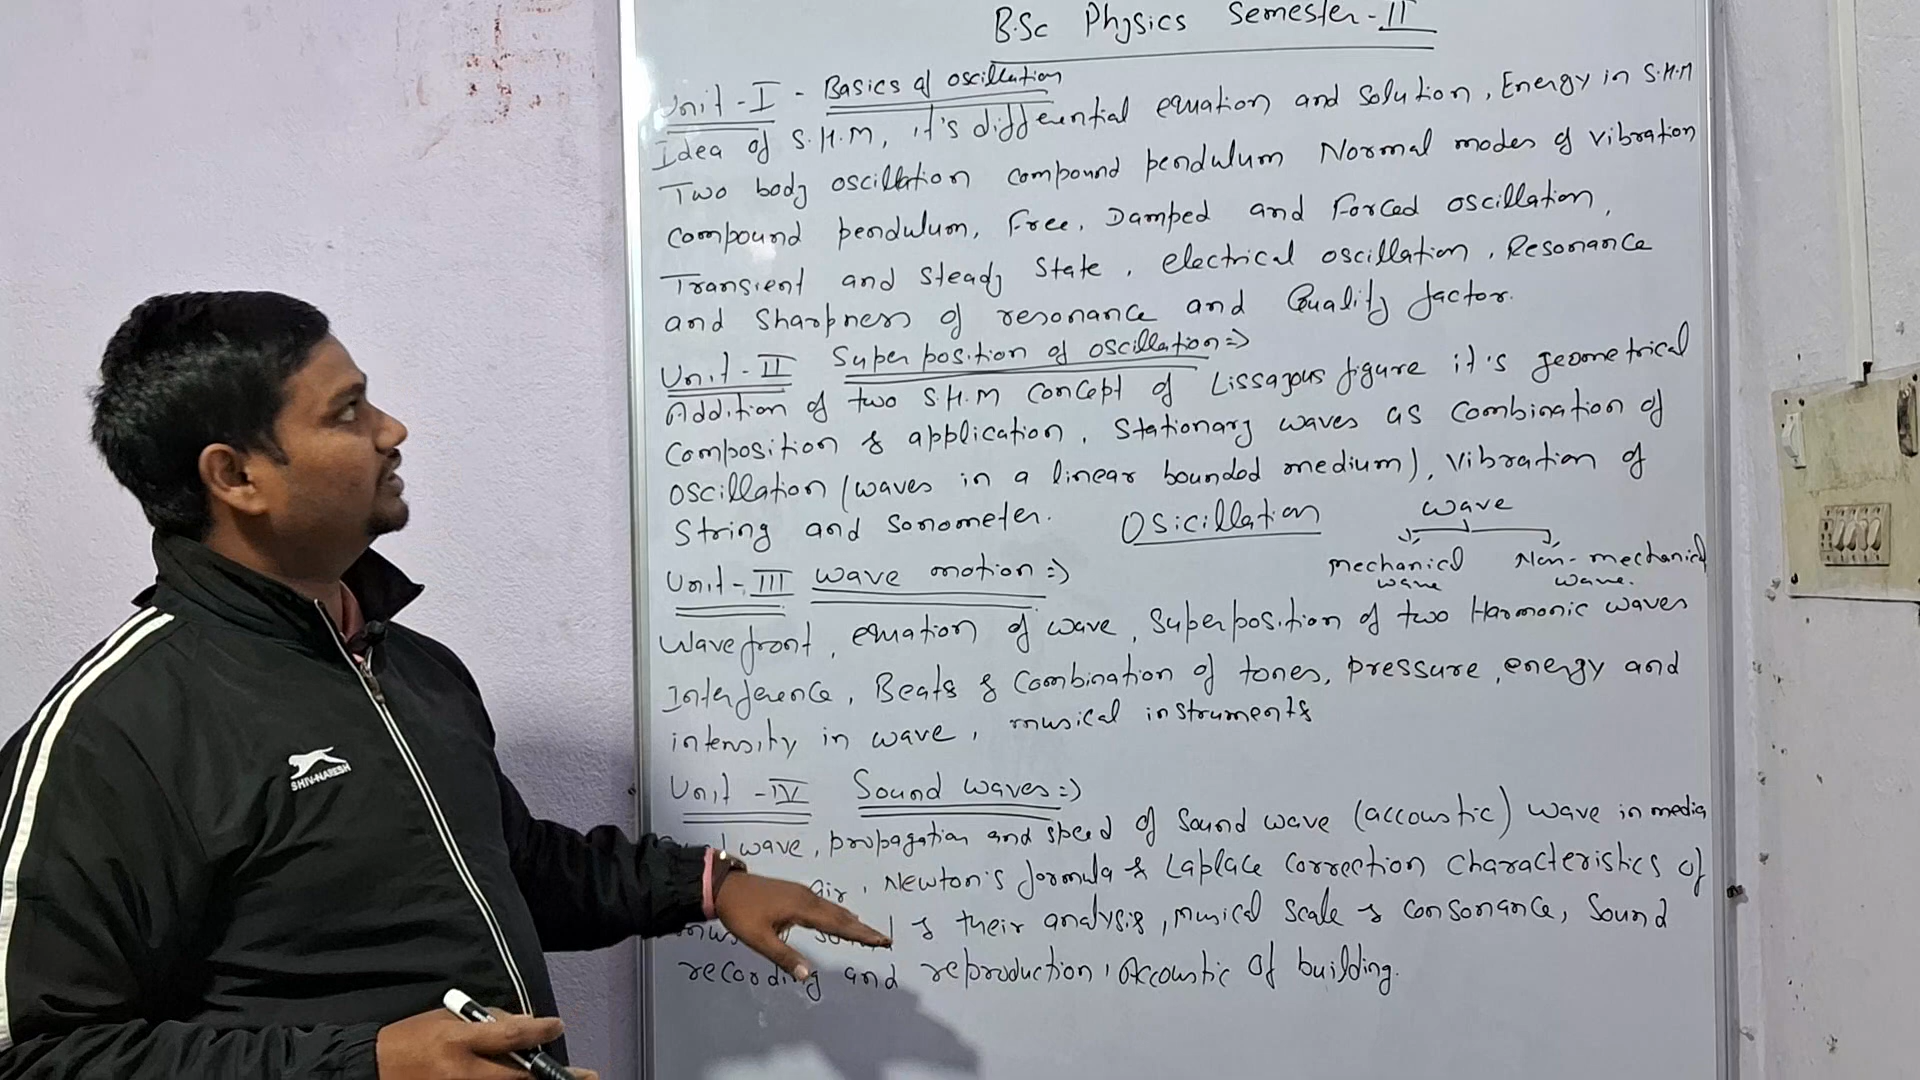 B.Sc Physics Semester-II
Unit-I - Basics of oscillation
Idea of S.H.M, it's differential equation and solution, Energy in S.H.M
Two body oscillation compound pendulum Normal modes of vibration
compound pendulum, Free, Damped and Forced oscillation,
Transient and steady state, electrical oscillation, Resonance
and sharpness of resonance and Quality factor.
Unit-II Super position of oscillation=>
Addition of two S.H.M concept of Lissazous figure it's geometrical
composition & application, Stationary waves as combination of
oscillation (waves in a linear bounded medium), vibration of
string and sonometer.
OSicillation
wave
mechanicl wave
Non-mechanical wave.
Unit-III wave motion=>
Wavefront, equation of wave, Superposition of two Harmonic waves
Interference, Beats & Combination of tones, pressure, energy and
intensity in wave, musical instruments
Unit-IV Sound waves=>
wave, propagation and speed of sound wave (accoustic) wave in media
air, Newton's formula & Laplace correction characteristics of
& their analysis, musical scale & consonance, Sound
recording and reproduction, Accoustic of building.
SHIV-NARESH